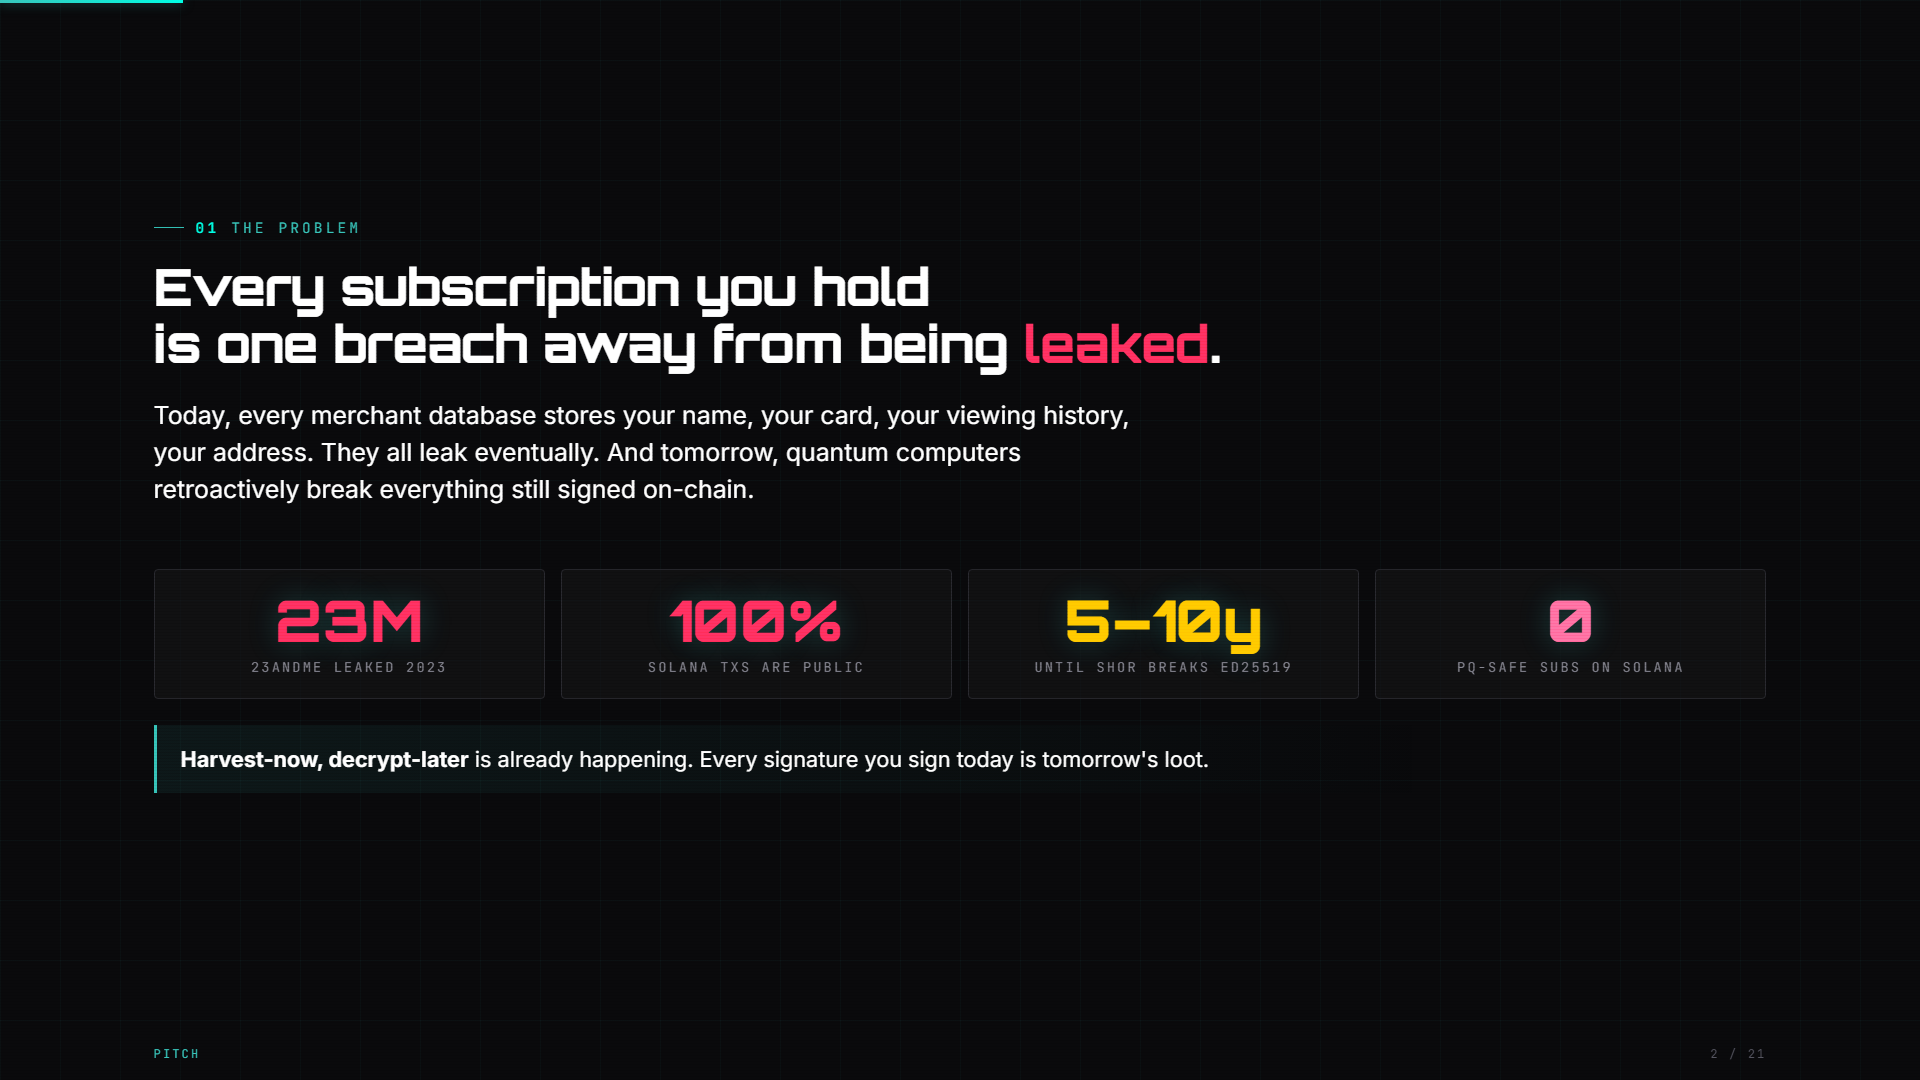 01 THE PROBLEM
Every subscription you hold
is one breach away from being leaked.
Today, every merchant database stores your name, your card, your viewing history,
your address. They all leak eventually. And tomorrow, quantum computers
retroactively break everything still signed on-chain.
23M
23ANDME LEAKED 2023
100%
SOLANA TXS ARE PUBLIC
5–10y
UNTIL SHOR BREAKS ED25519
0
PQ-SAFE SUBS ON SOLANA
Harvest-now, decrypt-later is already happening. Every signature you sign today is tomorrow's loot.
PITCH
2 / 21